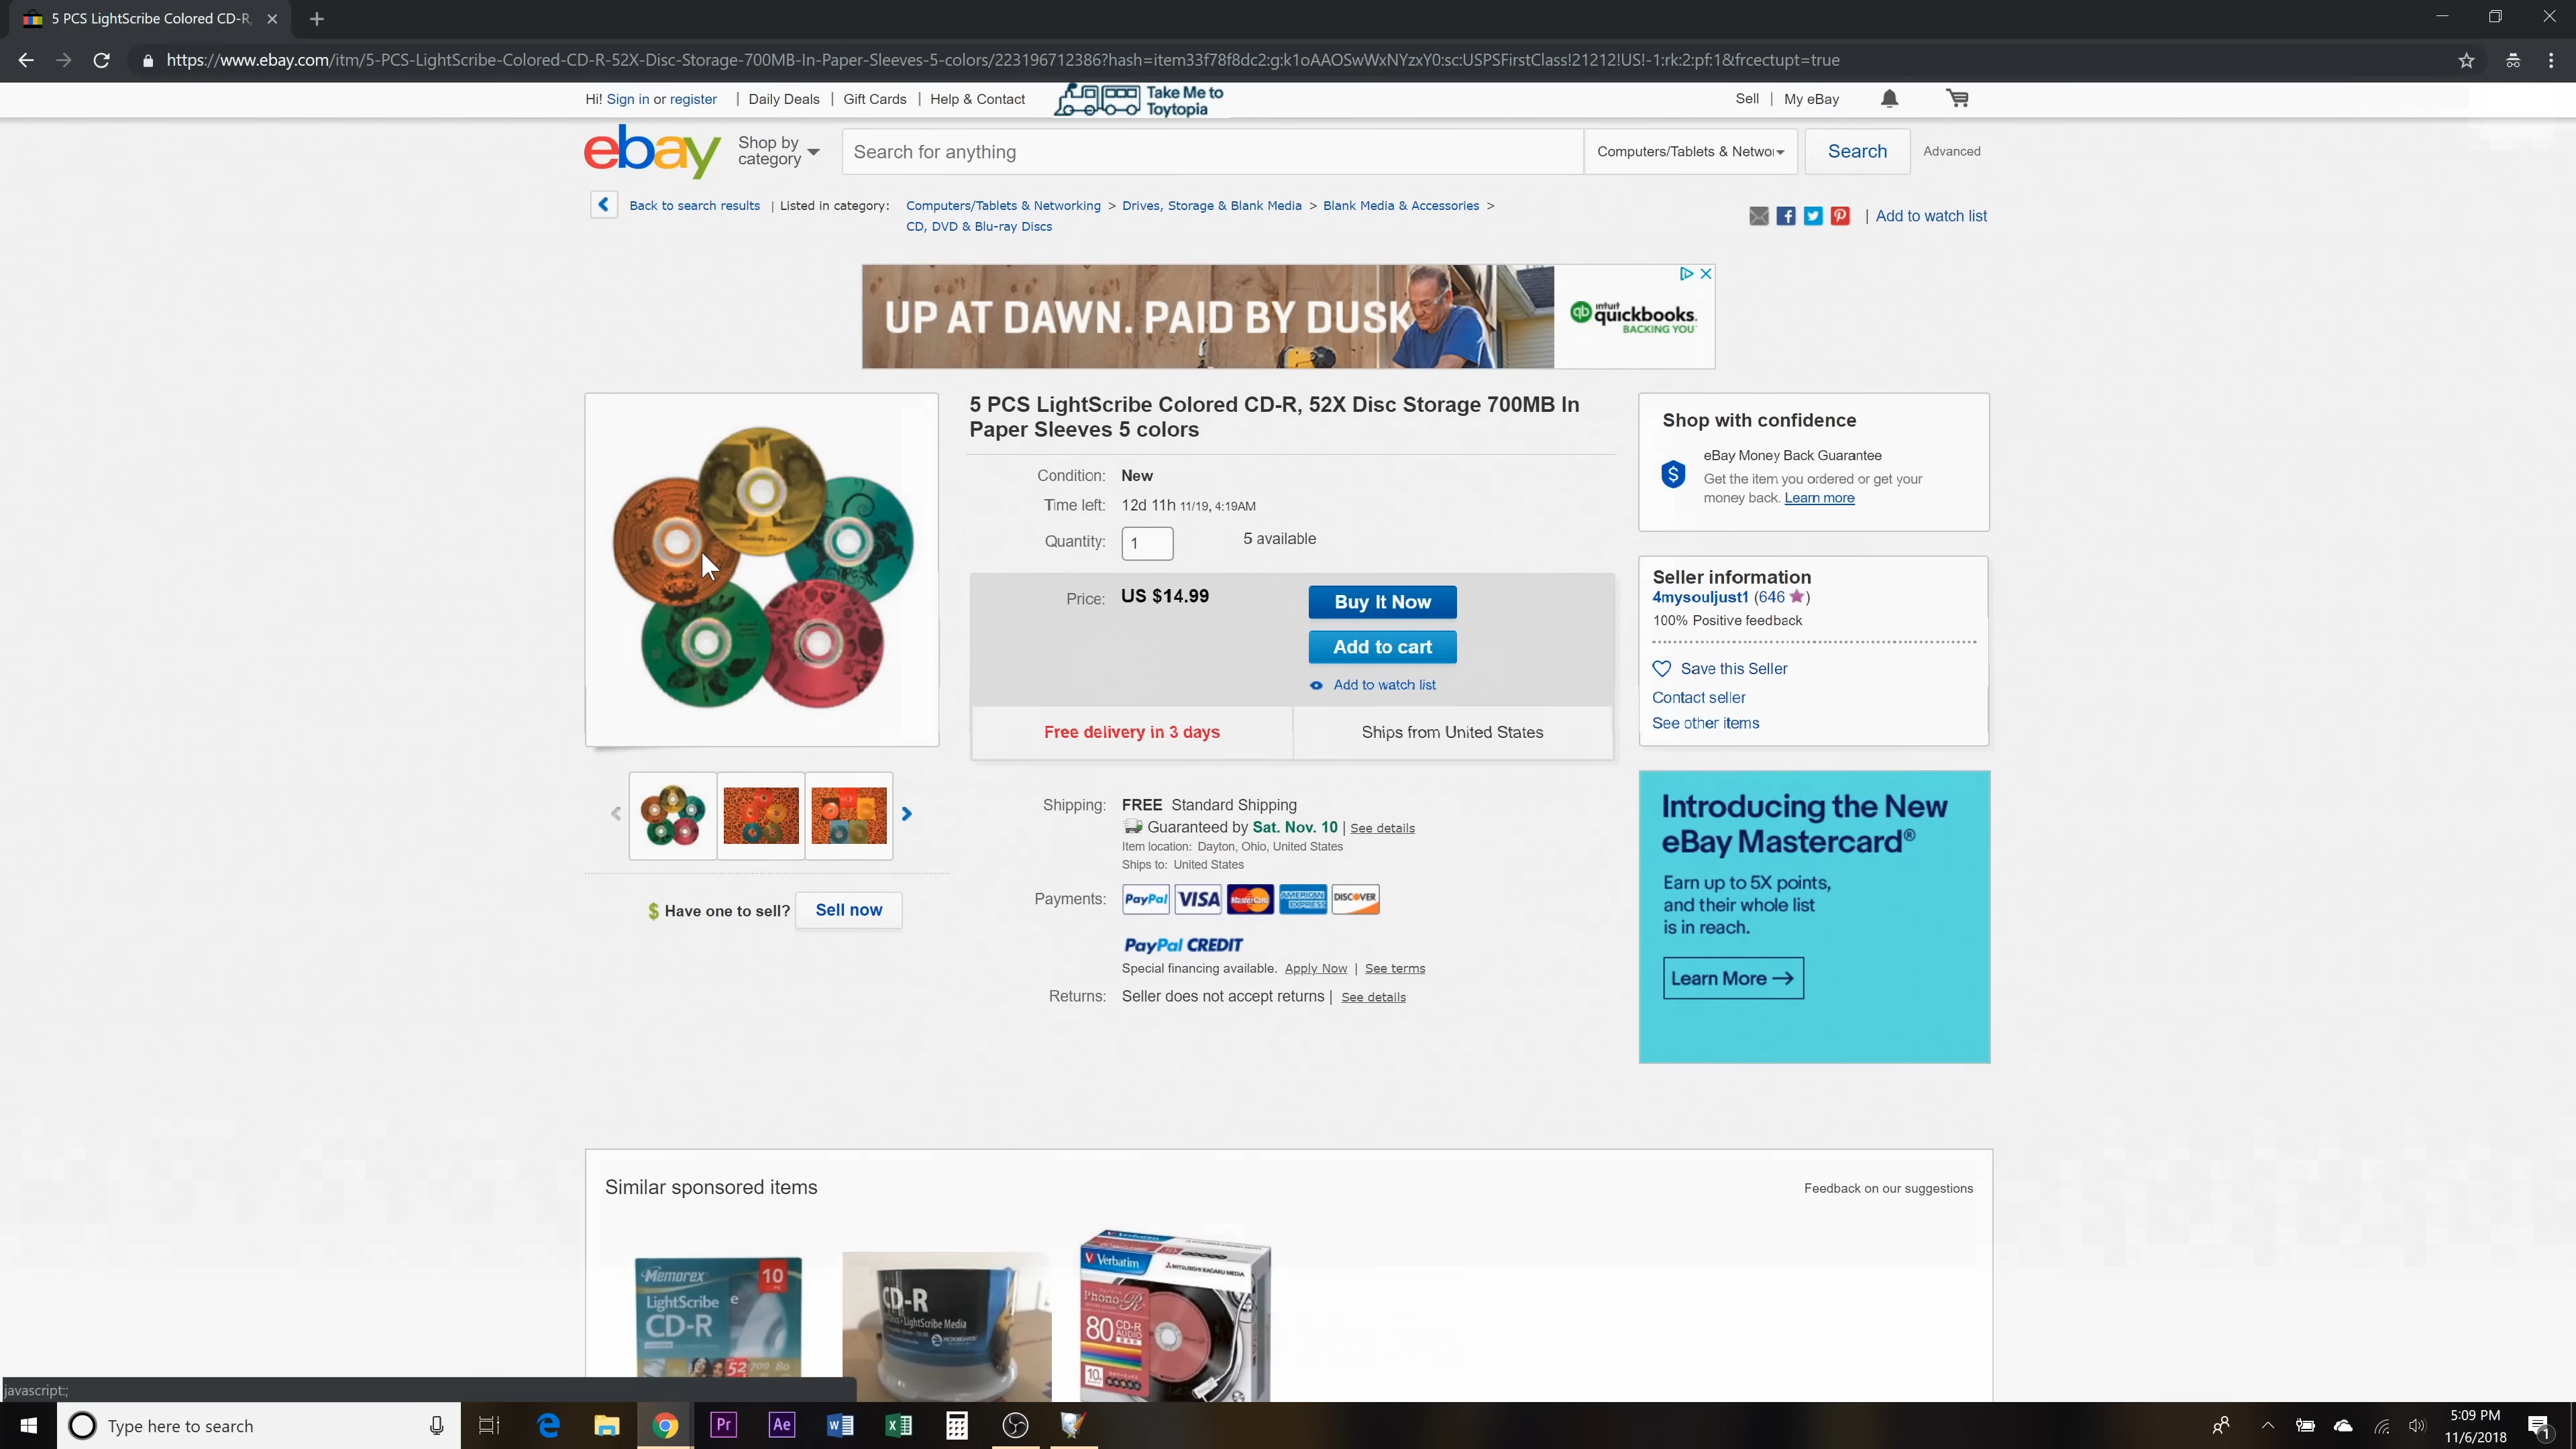 5 PCS LightScribe Colored CD-R,
https://www.ebay.com/itm/5-PCS-LightScribe-Colored-CD-R-52X-Disc-Storage-700MB-In-Paper-Sleeves-5-colors/223196712386?hash=item33f78f8dc2:g:k1oAAOSwWxNYzxY0:sc:USPSFirstClass!21212!US!-1:rk:2:pf:1&frcectupt=true
Hi! Sign in or register | Daily Deals | Gift Cards | Help & Contact
Take Me to
Toytopia
Sell | My eBay
ebay
Shop by
category
Search for anything
Computers/Tablets & Networ
Search
Advanced
Back to search results | Listed in category: Computers/Tablets & Networking > Drives, Storage & Blank Media > Blank Media & Accessories >
CD, DVD & Blu-ray Discs
| Add to watch list
UP AT DAWN. PAID BY DUSK
qb intuit
quickbooks.
BACKING YOU
5 PCS LightScribe Colored CD-R, 52X Disc Storage 700MB In
Paper Sleeves 5 colors
Condition: New
Time left: 12d 11h 11/19, 4:19AM
Quantity: 1 5 available
Price: US $14.99
Buy It Now
Add to cart
Add to watch list
Free delivery in 3 days
Ships from United States
Shipping: FREE Standard Shipping
Guaranteed by Sat. Nov. 10 | See details
Item location: Dayton, Ohio, United States
Ships to: United States
Payments: PayPal VISA MasterCard AMERICAN EXPRESS DISCOVER
PayPal CREDIT
Special financing available. Apply Now | See terms
Returns: Seller does not accept returns | See details
Wedding Photos
$ Have one to sell? Sell now
Shop with confidence
eBay Money Back Guarantee
Get the item you ordered or get your
money back. Learn more
Seller information
4mysouljust1 (646 ★)
100% Positive feedback
Save this Seller
Contact seller
See other items
Introducing the New
eBay Mastercard®
Earn up to 5X points,
and their whole list
is in reach.
Learn More →
Similar sponsored items
Feedback on our suggestions
Memorex 10
LightScribe
CD-R
52 700 80
CD-R
LightScribe Media
MICROBOARDS
Verbatim
MITSUBISHI KAGAKU MEDIA
Phono-R
80 CD-R
AUDIO
10
javascript:;
Type here to search
Pr
Ae
5:09 PM
11/6/2018
1